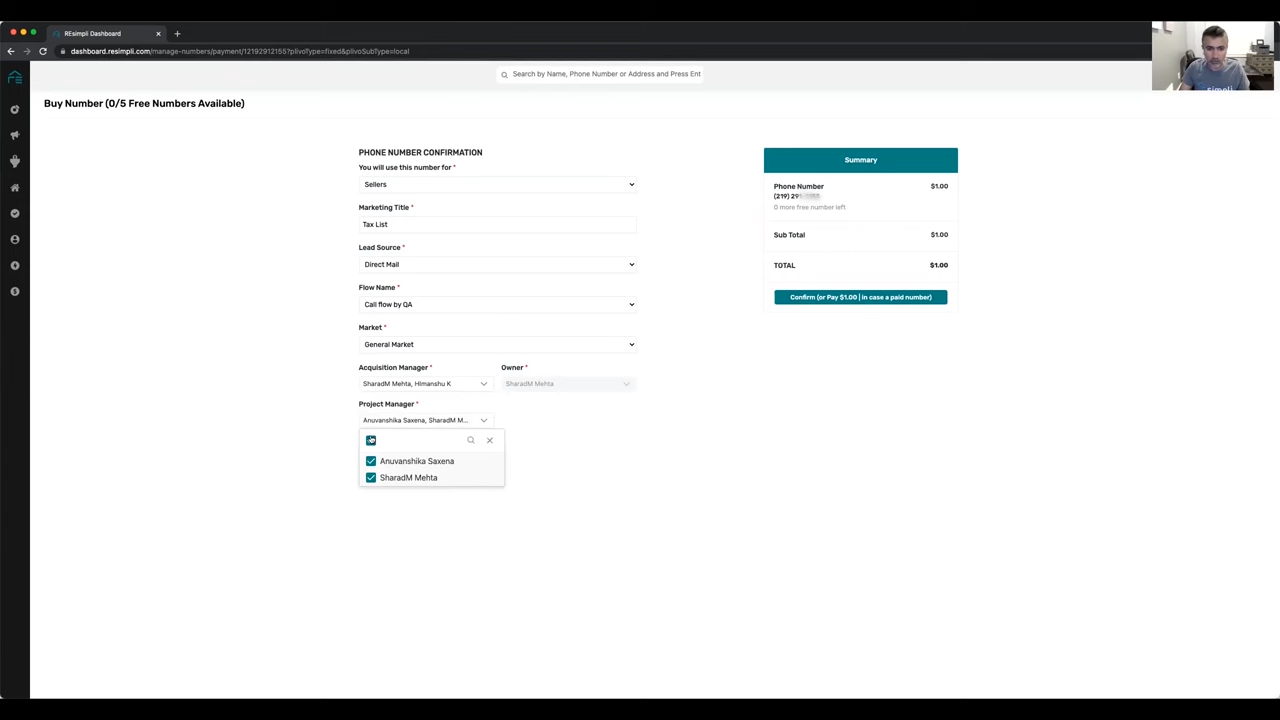 REsimpli Dashboard
dashboard.resimpli.com/manage-numbers/payment/12192912155?plivoType=fixed&plivoSubType=local
Search by Name, Phone Number or Address and Press Ent
simpli
Buy Number (0/5 Free Numbers Available)
PHONE NUMBER CONFIRMATION
You will use this number for *
Sellers
Marketing Title *
Tax List
Lead Source *
Direct Mail
Flow Name *
Call flow by QA
Market *
General Market
Acquisition Manager *
Owner *
SharadM Mehta, HImanshu K
SharadM Mehta
Project Manager *
Anuvanshika Saxena, SharadM M...
Anuvanshika Saxena
SharadM Mehta
Summary
Phone Number
$1.00
(219) 29
0 more free number left
Sub Total
$1.00
TOTAL
$1.00
Confirm (or Pay $1.00 | in case a paid number)